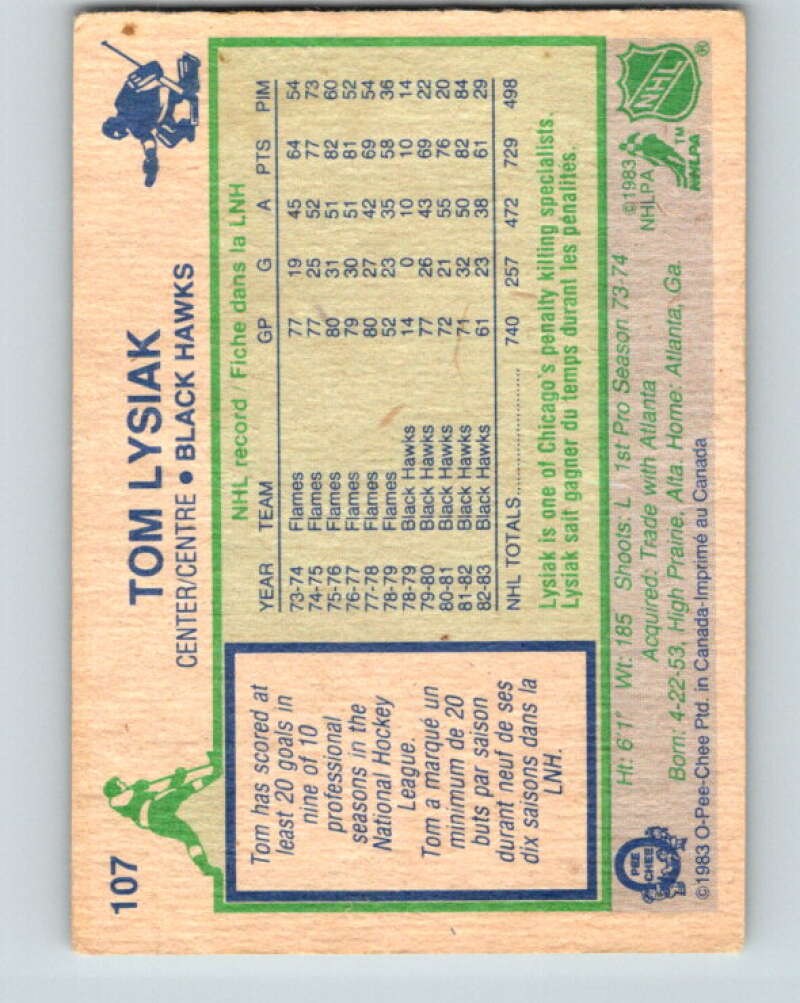 107
TOM LYSIAK
CENTER/CENTRE • BLACK HAWKS
Tom has scored at
least 20 goals in
nine of 10
professional
seasons in the
National Hockey
League.
Tom a marqué un
minimum de 20
buts par saison
durant neuf de ses
dix saisons dans la
LNH.
NHL record / Fiche dans la LNH
YEAR TEAM GP G A PTS PIM
73-74 Flames 77 19 45 64 54
74-75 Flames 77 25 52 77 73
75-76 Flames 80 31 51 82 60
76-77 Flames 79 30 51 81 52
77-78 Flames 80 27 42 69 54
78-79 Flames 52 23 35 58 36
78-79 Black Hawks 14 0 10 10 14
79-80 Black Hawks 77 26 43 69 22
80-81 Black Hawks 72 21 55 76 20
81-82 Black Hawks 71 32 50 82 84
82-83 Black Hawks 61 23 38 61 29
NHL TOTALS.................... 740 257 472 729 498
Lysiak is one of Chicago's penalty killing specialists.
Lysiak sait gagner du temps durant les pénalités.
PEE
CHEE
Ht: 6'1" Wt: 185 Shoots: L 1st Pro Season: 73-74
Acquired: Trade with Atlanta
Born: 4-22-53, High Prairie, Alta. Home: Atlanta, Ga.
©1983 O-Pee-Chee Ptd. in Canada-Imprimé au Canada
©1983
NHLPA
NHLPA
TM
NHL
®